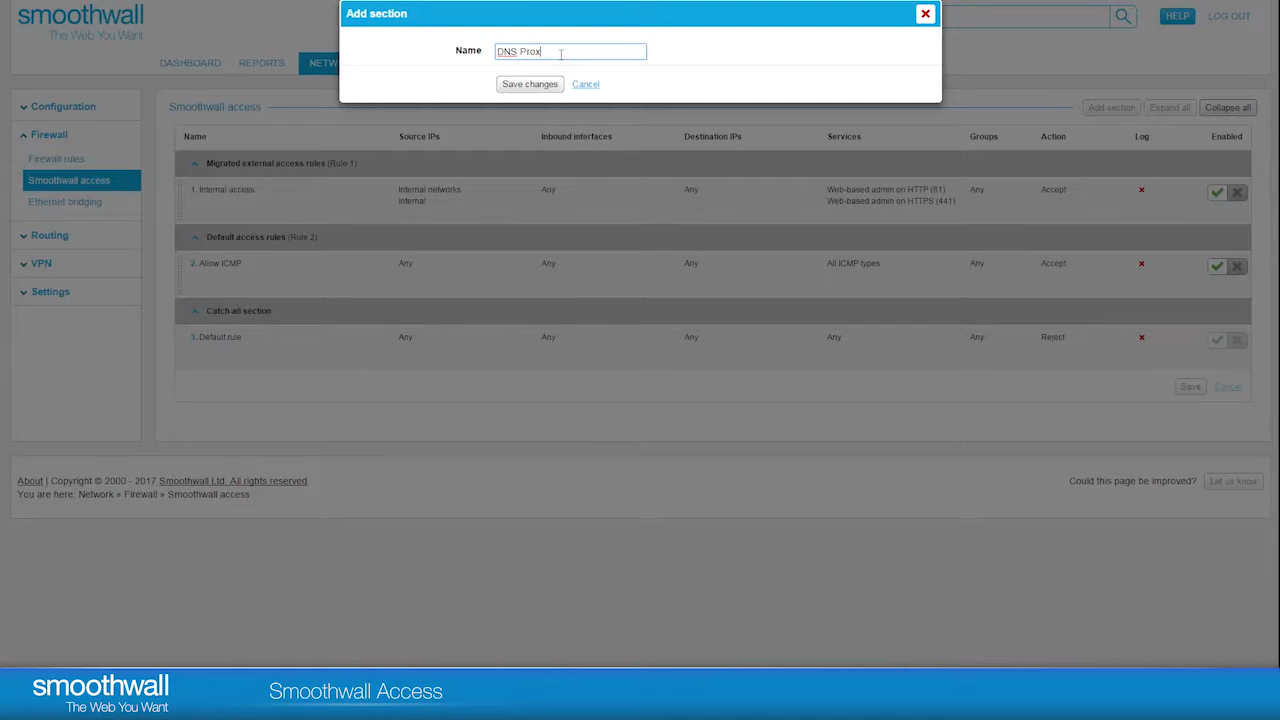 smoothwall
The Web You Want
Add section
HELP
LOG OUT
Name
DNS Prox
DASHBOARD
REPORTS
NETW
Save changes
Cancel
Configuration
Smoothwall access
Add section
Expand all
Collapse all
Firewall
Name
Source IPs
Inbound interfaces
Destination IPs
Services
Groups
Action
Log
Enabled
Firewall rules
Migrated external access rules (Rule 1)
Smoothwall access
1. Internal access
Internal networks
Any
Any
Web-based admin on HTTP (81)
Any
Accept
Ethernet bridging
internal
Web-based admin on HTTPS (441)
Routing
Default access rules (Rule 2)
VPN
2. Allow ICMP
Any
Any
Any
All ICMP types
Any
Accept
Settings
Catch-all section
3. Default rule
Any
Any
Any
Any
Any
Reject
Save
Cancel
About | Copyright © 2000 - 2017 Smoothwall Ltd. All rights reserved
Could this page be improved?
Let us know
You are here: Network » Firewall » Smoothwall access
smoothwall
The Web You Want
Smoothwall Access